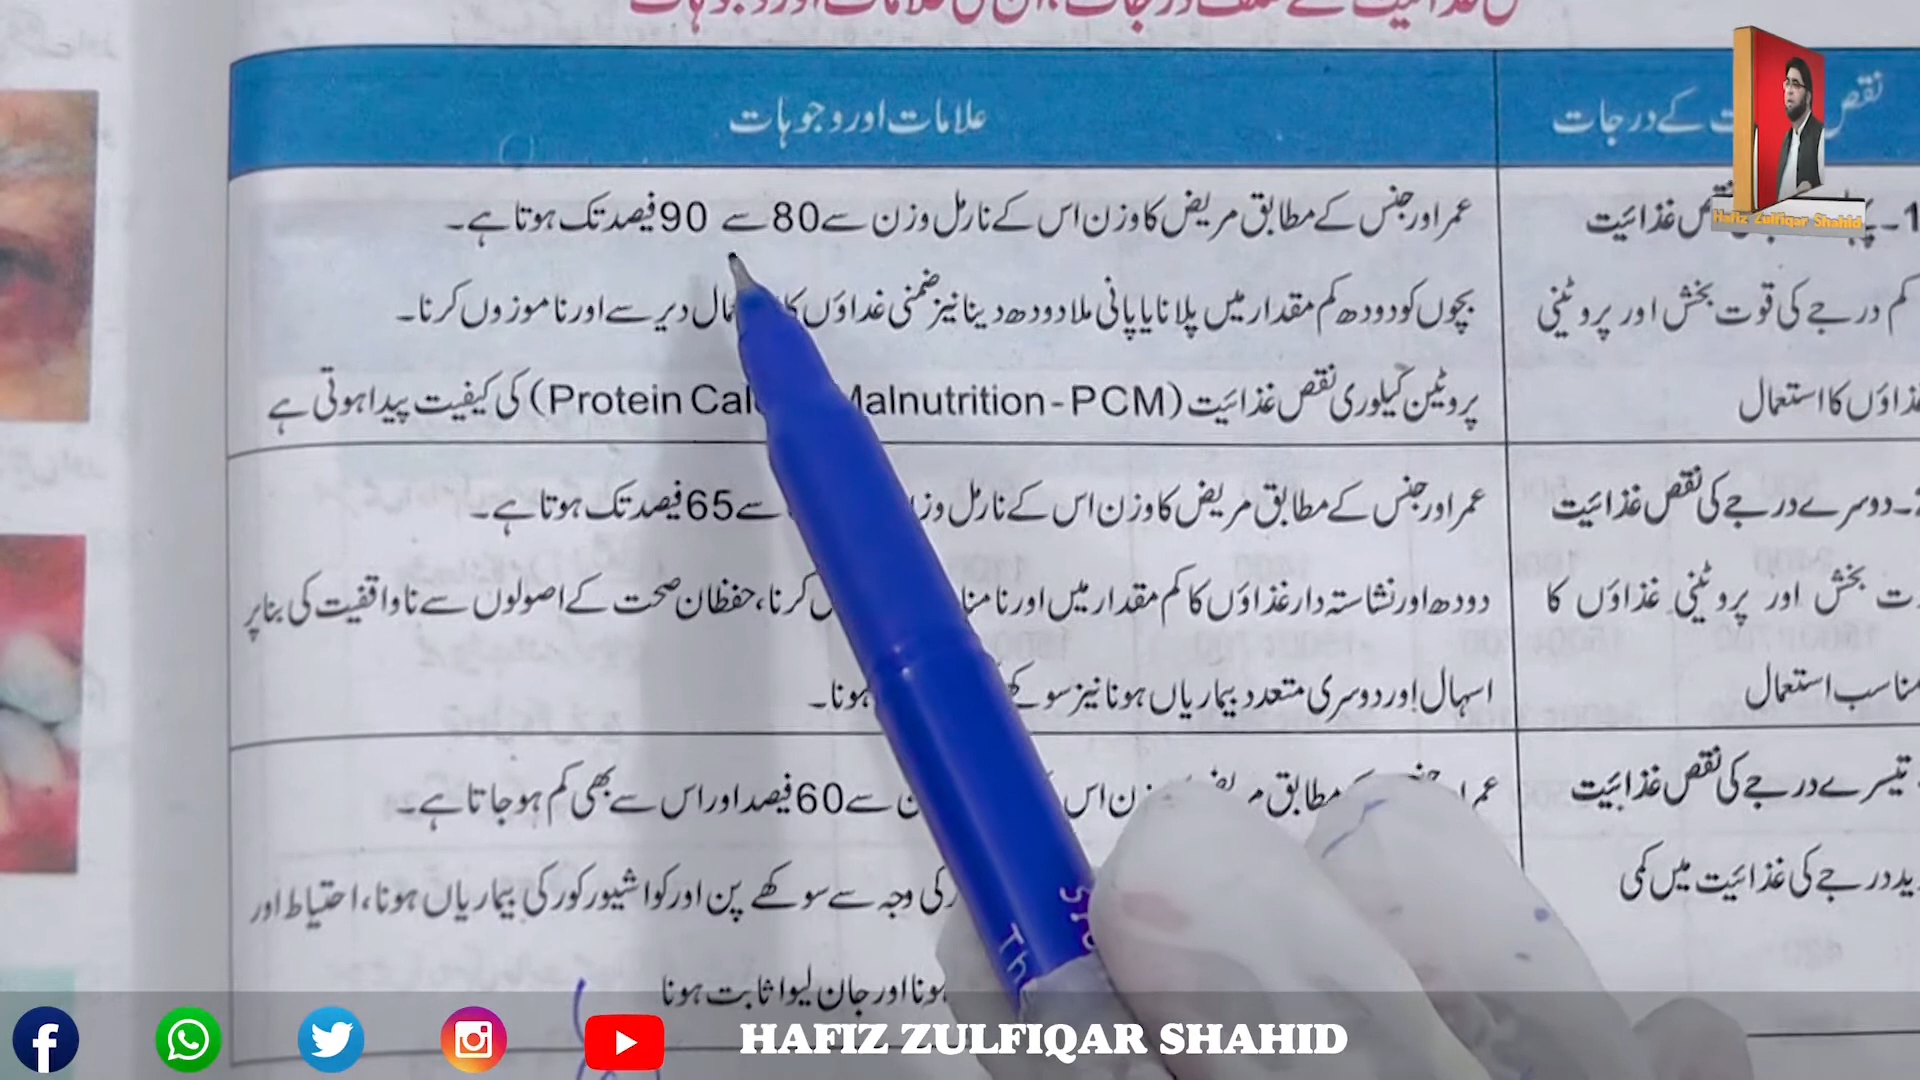 علامات اور وجوہات
کے درجات
عمر اور جنس کے مطابق مریض کا وزن اس کے نارمل وزن سے 80 سے 90 فیصد تک ہوتا ہے۔
بچوں کو دودھ کم مقدار میں پلانا یا پانی ملا دودھ دینا نیز ضمنی غذاؤں کا دیر سے اور ناموزوں کرنا۔
پروٹین کیلوری نقص غذائیت (Protein Malnutrition - PCM) کی کیفیت پیدا ہوتی ہے
1۔ غذائیت
کم درجے کی قوت بخش اور پروٹینی
کا استعمال
عمر اور جنس کے مطابق مریض کا وزن اس کے نارمل سے 65 فیصد تک ہوتا ہے۔
دودھ اور نشاستہ دار غذاؤں کا کم مقدار میں اور کرنا، حفظان صحت کے اصولوں سے ناواقفیت کی بنا پر
اسہال اور دوسری متعدد بیماریاں ہونا نیز ہونا۔
دوسرے درجے کی نقص غذائیت
بخش اور پروٹینی غذاؤں کا
استعمال
مطابق اس سے 60 فیصد اور اس سے بھی کم ہو جاتا ہے۔
کی وجہ سے سوکھے پن اور کواشیورکور کی بیماریاں ہونا، احتیاط اور
ہونا اور جان لیوا ثابت ہونا
تیسرے درجے کی نقص غذائیت
درجے کی غذائیت میں کمی
Hafiz Zulfiqar Shahid
HAFIZ ZULFIQAR SHAHID